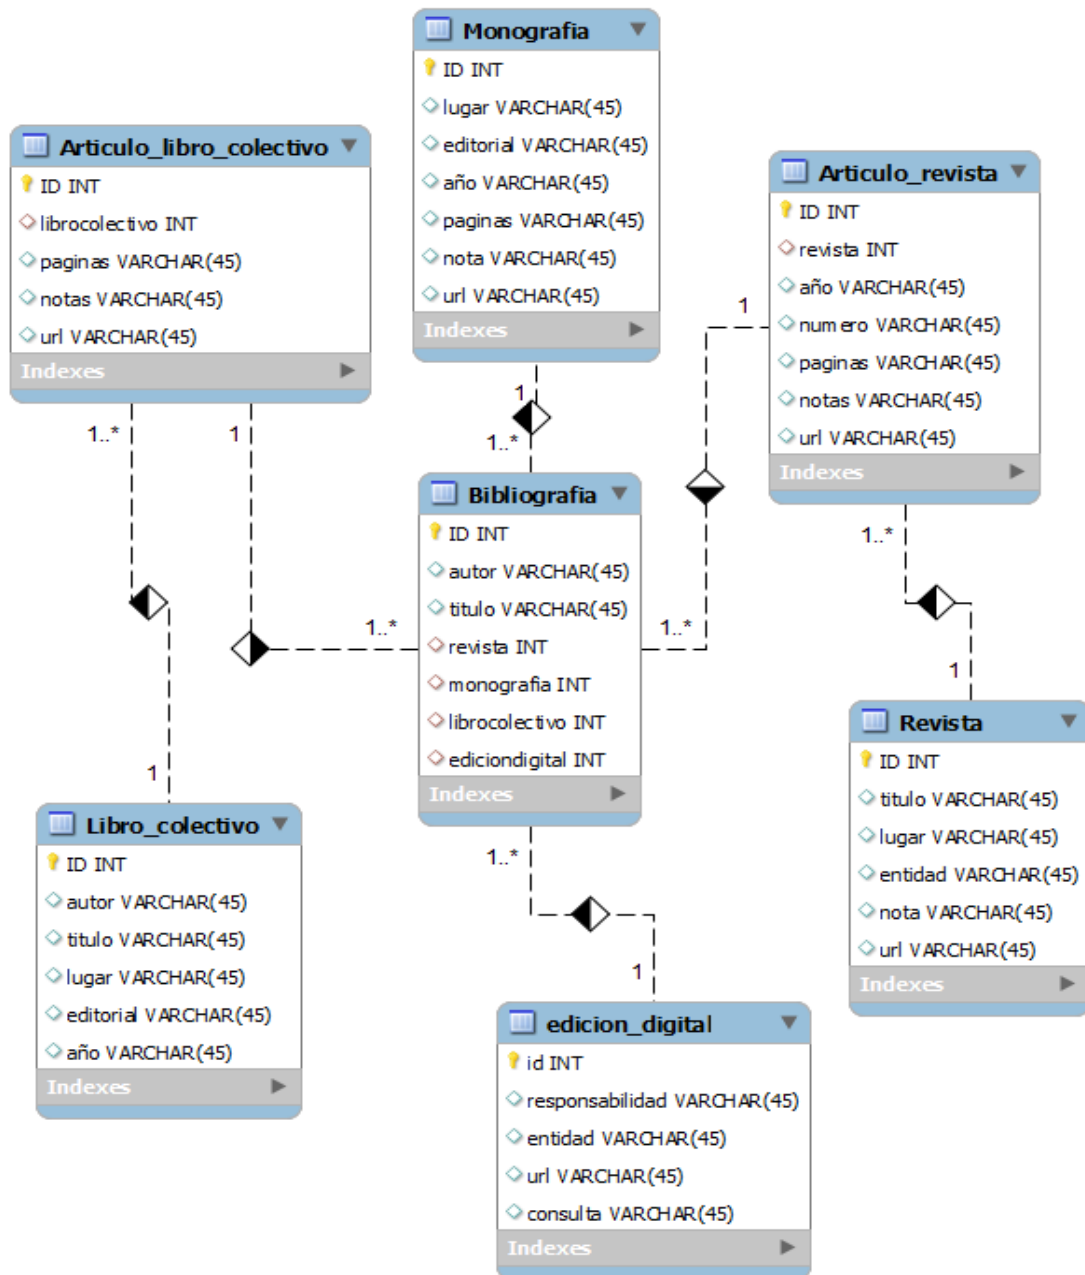 Monografia
ID INT
lugar VARCHAR(45)
editorial VARCHAR(45)
año VARCHAR(45)
paginas VARCHAR(45)
nota VARCHAR(45)
url VARCHAR(45)
Indexes
Articulo_libro_colectivo
ID INT
librocolectivo INT
paginas VARCHAR(45)
notas VARCHAR(45)
url VARCHAR(45)
Indexes
Articulo_revista
ID INT
revista INT
año VARCHAR(45)
numero VARCHAR(45)
paginas VARCHAR(45)
notas VARCHAR(45)
url VARCHAR(45)
Indexes
1
1
1..*
1..*
1
Bibliografia
ID INT
autor VARCHAR(45)
titulo VARCHAR(45)
revista INT
monografia INT
librocolectivo INT
ediciondigital INT
Indexes
1..*
1..*
1..*
1
Revista
ID INT
titulo VARCHAR(45)
lugar VARCHAR(45)
entidad VARCHAR(45)
nota VARCHAR(45)
url VARCHAR(45)
Indexes
1
Libro_colectivo
ID INT
autor VARCHAR(45)
titulo VARCHAR(45)
lugar VARCHAR(45)
editorial VARCHAR(45)
año VARCHAR(45)
Indexes
1..*
1
edicion_digital
id INT
responsabilidad VARCHAR(45)
entidad VARCHAR(45)
url VARCHAR(45)
consulta VARCHAR(45)
Indexes